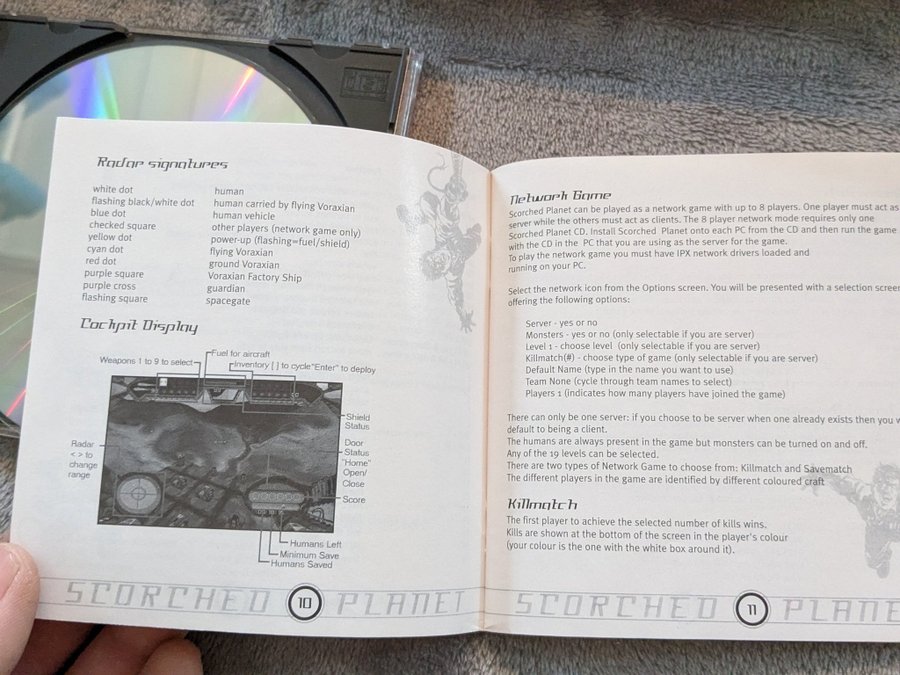 Radar signatures
white dot human
flashing black/white dot human carried by flying Voraxian
blue dot human vehicle
checked square other players (network game only)
yellow dot power-up (flashing=fuel/shield)
cyan dot flying Voraxian
red dot ground Voraxian
purple square Voraxian Factory Ship
purple cross guardian
flashing square spacegate
Cockpit Display
Fuel for aircraft
Weapons 1 to 9 to select
Inventory [ ] to cycle "Enter" to deploy
Shield
Status
Door
Status
"Home"
Open/
Close
Score
Radar
< > to
change
range
Humans Left
Minimum Save
Humans Saved
SCORCHED 10 PLANET
Network Game
Scorched Planet can be played as a network game with up to 8 players. One player must act as
server while the others must act as clients. The 8 player network mode requires only one
Scorched Planet CD. Install Scorched Planet onto each PC from the CD and then run the game
with the CD in the PC that you are using as the server for the game.
To play the network game you must have IPX network drivers loaded and
running on your PC.
Select the network icon from the Options screen. You will be presented with a selection screen
offering the following options:
Server - yes or no
Monsters - yes or no (only selectable if you are server)
Level 1 - choose level (only selectable if you are server)
Killmatch(#) - choose type of game (only selectable if you are server)
Default Name (type in the name you want to use)
Team None (cycle through team names to select)
Players 1 (indicates how many players have joined the game)
There can only be one server: if you choose to be server when one already exists then you
default to being a client.
The humans are always present in the game but monsters can be turned on and off.
Any of the 19 levels can be selected.
There are two types of Network Game to choose from: Killmatch and Savematch
The different players in the game are identified by different coloured craft
Killmatch
The first player to achieve the selected number of kills wins.
Kills are shown at the bottom of the screen in the player's colour
(your colour is the one with the white box around it).
SCORCHED 11 PLANE